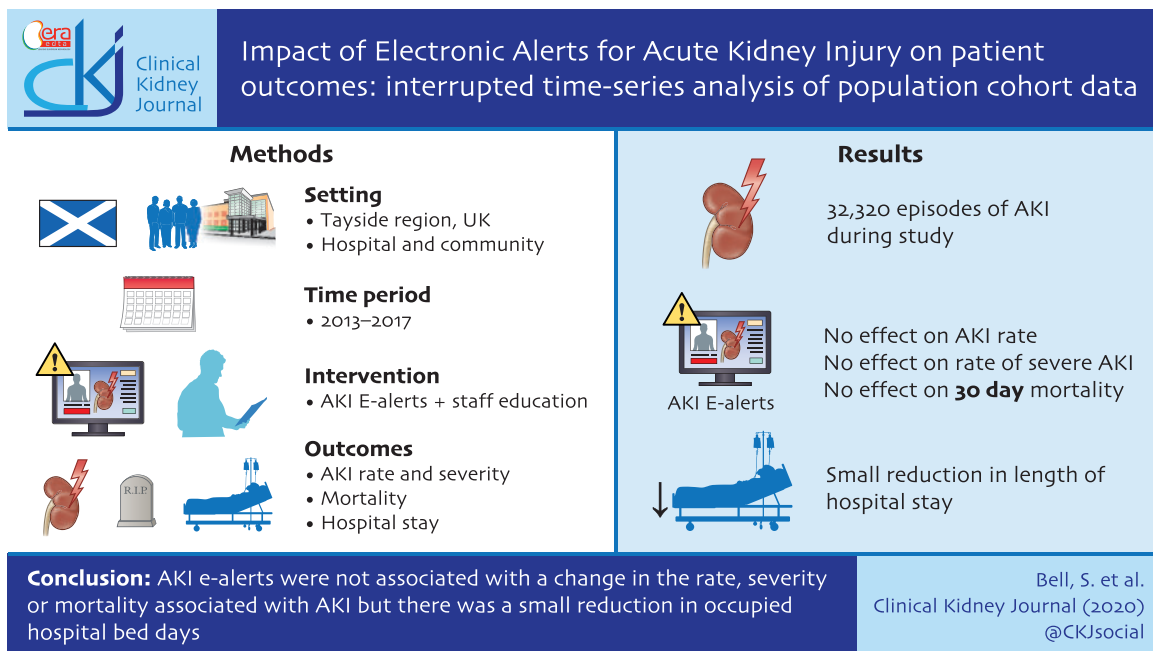 era
edta
ckj
Clinical
Kidney
Journal
Impact of Electronic Alerts for Acute Kidney Injury on patient
outcomes: interrupted time-series analysis of population cohort data
Methods
Setting
• Tayside region, UK
• Hospital and community
Time period
• 2013–2017
Intervention
• AKI E-alerts + staff education
Outcomes
• AKI rate and severity
• Mortality
• Hospital stay
!
R.I.P.
Results
32,320 episodes of AKI
during study
!
AKI E-alerts
No effect on AKI rate
No effect on rate of severe AKI
No effect on 30 day mortality
Small reduction in length of
hospital stay
Conclusion: AKI e-alerts were not associated with a change in the rate, severity
or mortality associated with AKI but there was a small reduction in occupied
hospital bed days
Bell, S. et al.
Clinical Kidney Journal (2020)
@CKJsocial